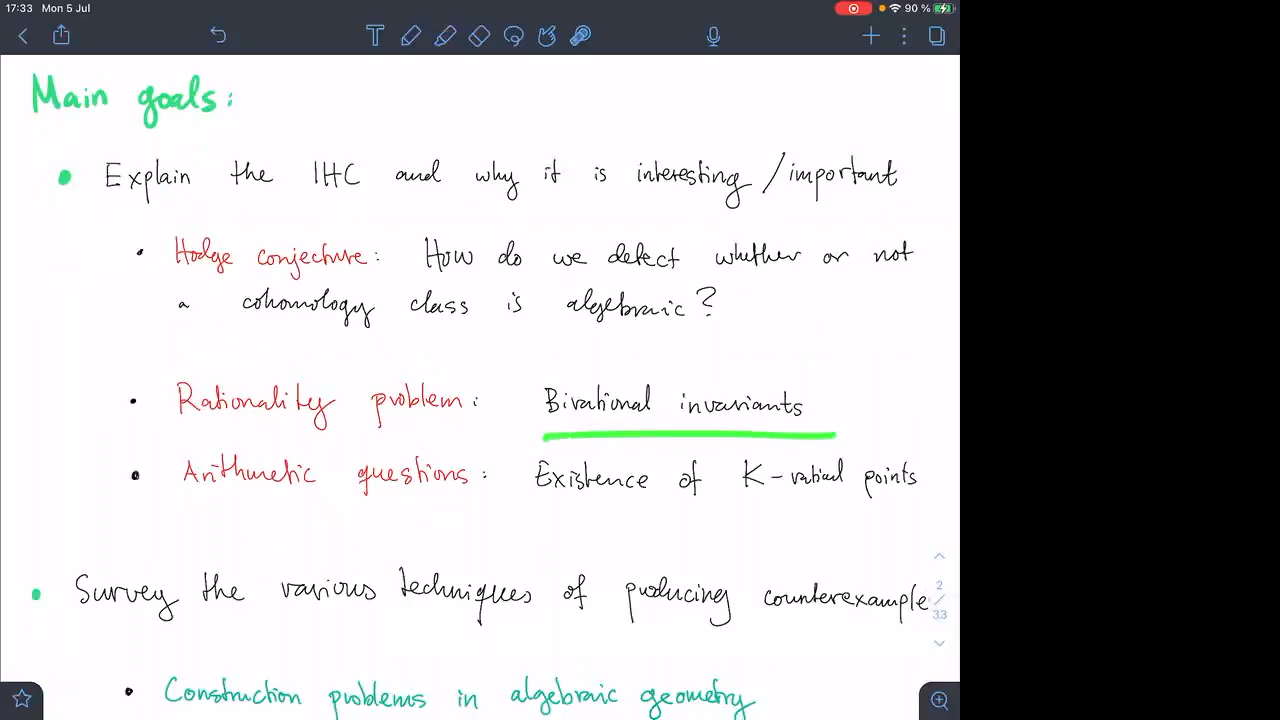 17:33 Mon 5 Jul
90 %
Main goals:
Explain the IHC and why it is interesting / important
Hodge conjecture: How do we detect whether or not
a cohomology class is algebraic?
Rationality problem: Birational invariants
Arithmetic questions: Existence of K-rational points
2
/
33
Survey the various techniques of producing counterexample
Construction problems in algebraic geometry